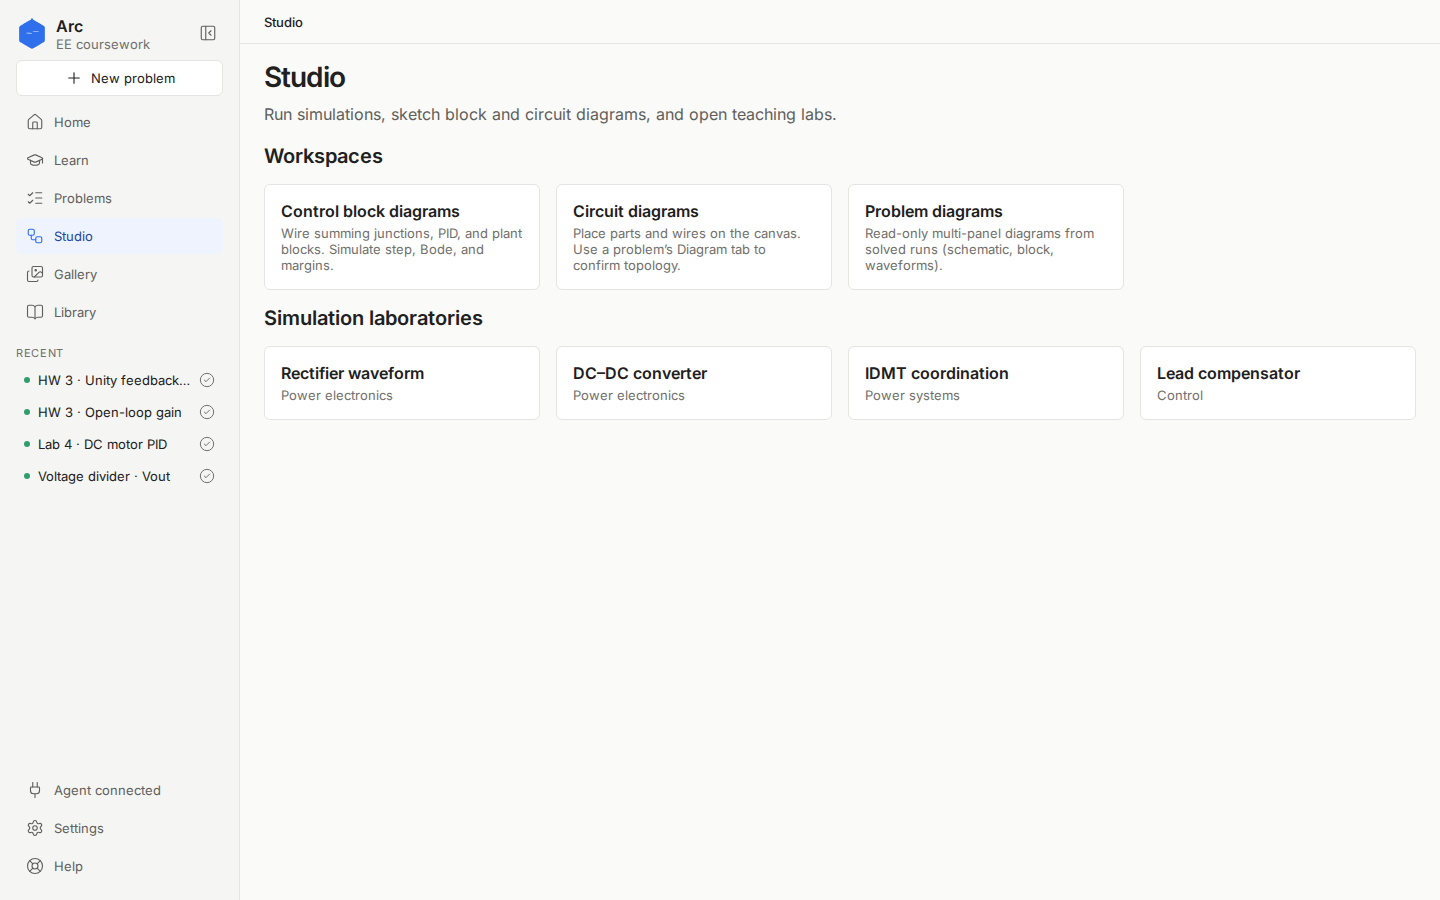 Arc
EE coursework
New problem
Home
Learn
Problems
Studio
Gallery
Library
RECENT
HW 3 · Unity feedback...
HW 3 · Open-loop gain
Lab 4 · DC motor PID
Voltage divider · Vout
Agent connected
Settings
Help
Studio
Studio
Run simulations, sketch block and circuit diagrams, and open teaching labs.
Workspaces
Control block diagrams
Wire summing junctions, PID, and plant
blocks. Simulate step, Bode, and
margins.
Circuit diagrams
Place parts and wires on the canvas.
Use a problem's Diagram tab to
confirm topology.
Problem diagrams
Read-only multi-panel diagrams from
solved runs (schematic, block,
waveforms).
Simulation laboratories
Rectifier waveform
Power electronics
DC–DC converter
Power electronics
IDMT coordination
Power systems
Lead compensator
Control